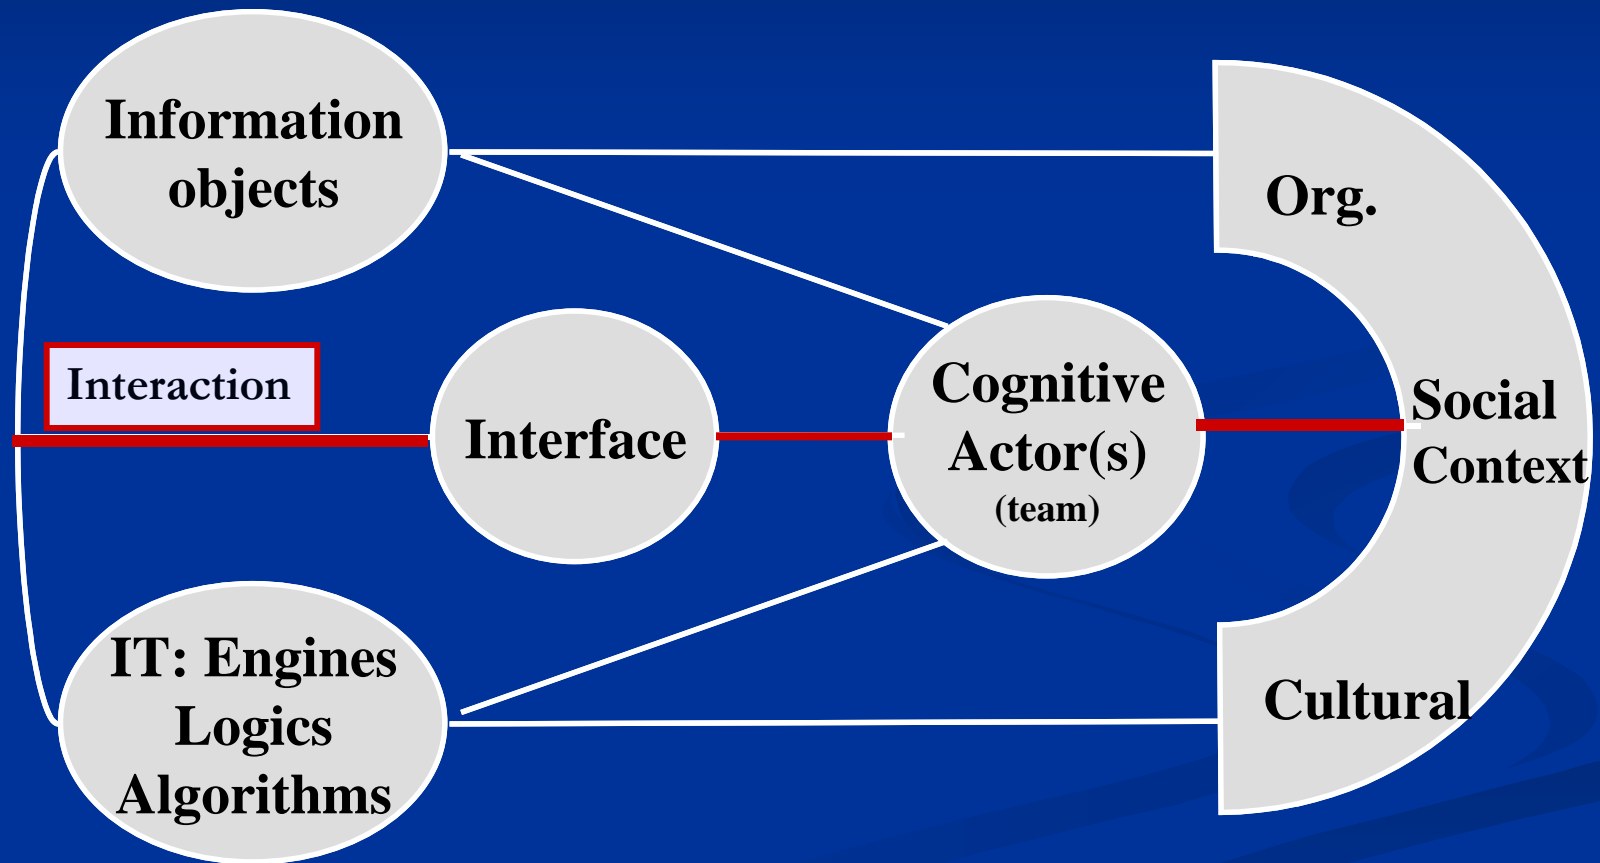 Information
objects
Org.
Interaction
Interface
Cognitive
Actor(s)
(team)
Social
Context
IT: Engines
Logics
Algorithms
Cultural